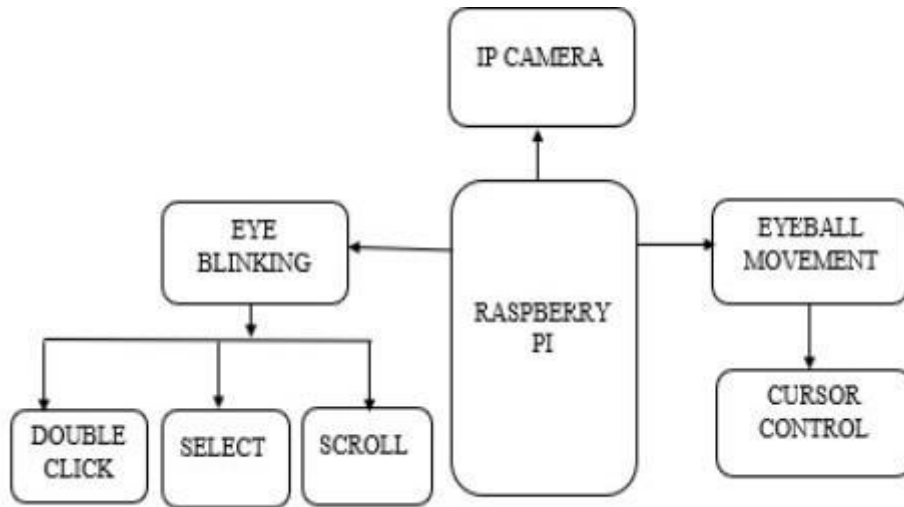 IP CAMERA
EYE
BLINKING
EYEBALL
MOVEMENT
RASPBERRY
PI
DOUBLE
CLICK
SELECT
SCROLL
CURSOR
CONTROL